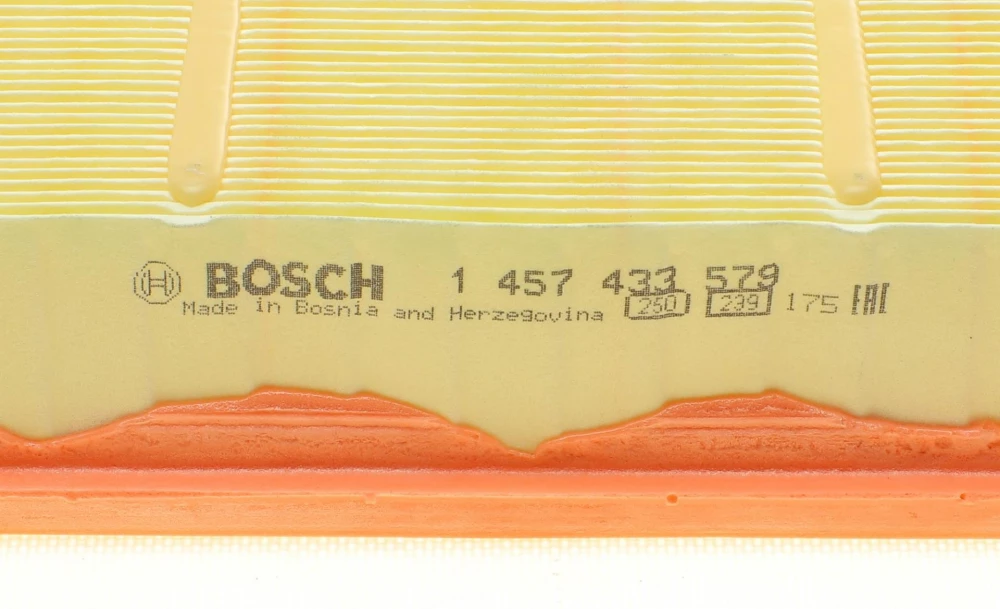 BOSCH 1 457 433 579
Made in Bosnia and Herzegovina 250 239 175 EAC